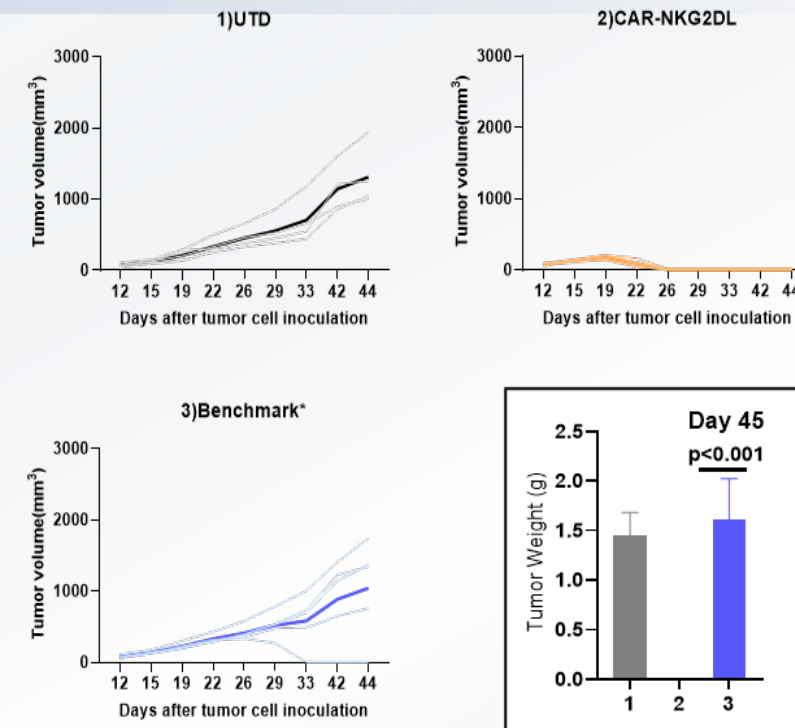 1)UTD
Tumor volume(mm³)
3000
2000
1000
0
12 15 19 22 26 29 33 42 44
Days after tumor cell inoculation
2)CAR-NKG2DL
Tumor volume(mm³)
3000
2000
1000
0
12 15 19 22 26 29 33 42 44
Days after tumor cell inoculation
3)Benchmark*
Tumor volume(mm³)
3000
2000
1000
0
12 15 19 22 26 29 33 42 44
Days after tumor cell inoculation
Day 45
p<0.001
Tumor Weight (g)
2.5
2.0
1.5
1.0
0.5
0.0
1 2 3